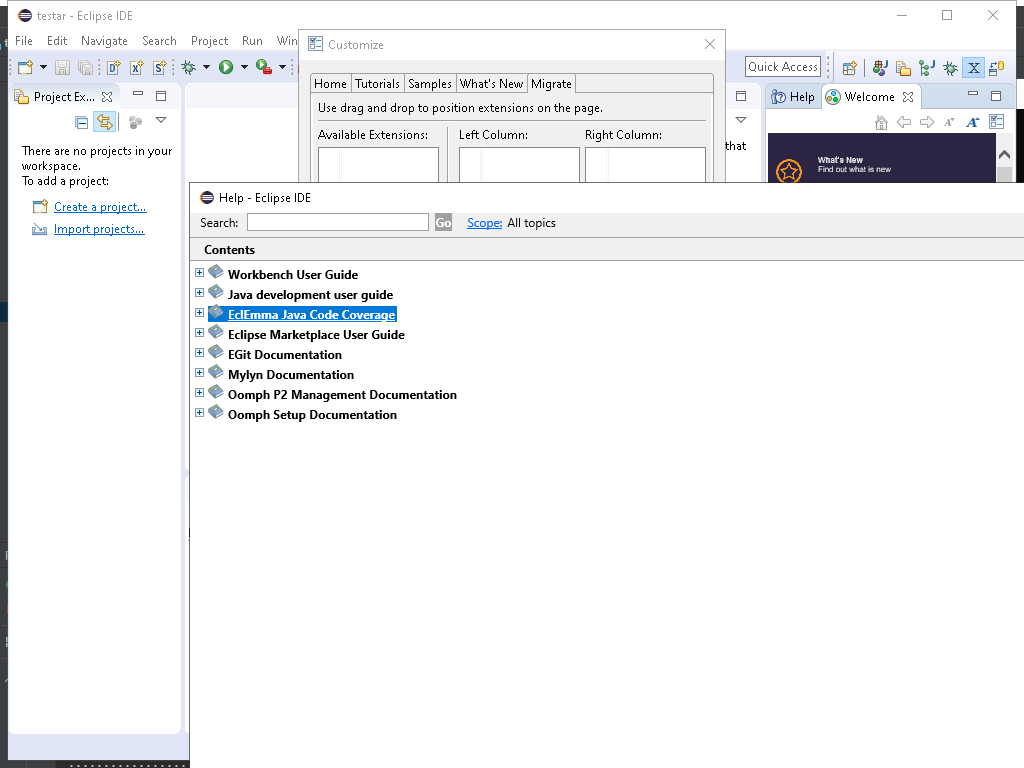 testar - Eclipse IDE
File Edit Navigate Search Project Run Win
Customize
Quick Access
Home Tutorials Samples What's New Migrate
Use drag and drop to position extensions on the page.
Available Extensions: Left Column: Right Column:
Project Ex...
There are no projects in your
workspace.
To add a project:
Create a project...
Import projects...
that
Help Welcome
What's New
Find out what is new
Help - Eclipse IDE
Search: Go Scope: All topics
Contents
Workbench User Guide
Java development user guide
EclEmma Java Code Coverage
Eclipse Marketplace User Guide
EGit Documentation
Mylyn Documentation
Oomph P2 Management Documentation
Oomph Setup Documentation